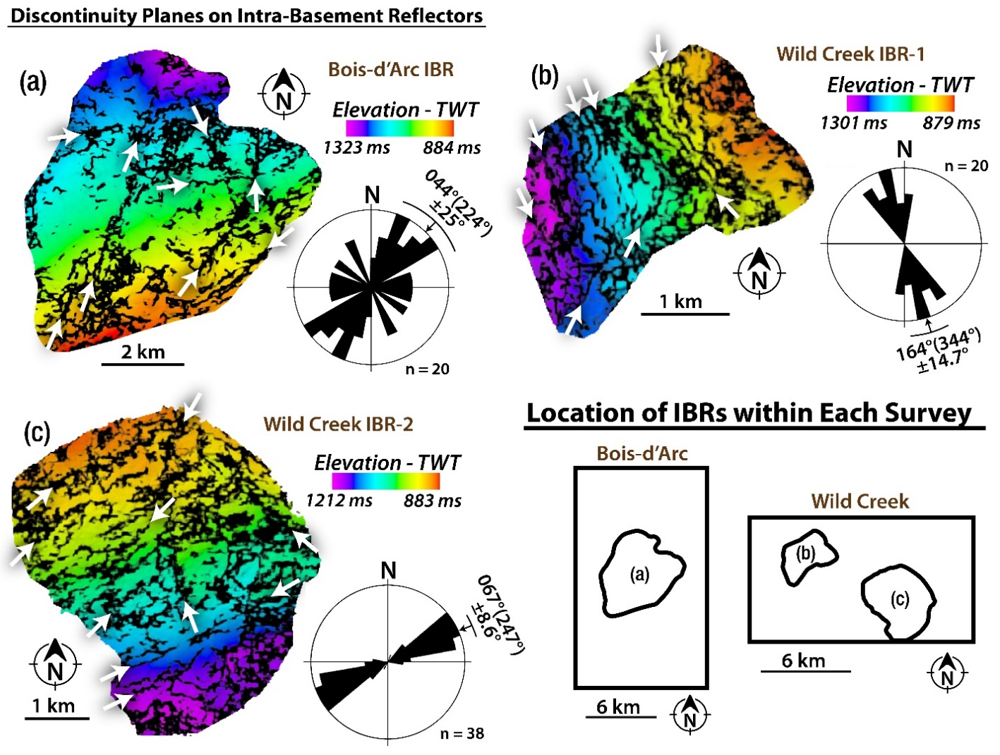 Discontinuity Planes on Intra-Basement Reflectors
(a)
Bois-d'Arc IBR
N
Elevation - TWT
1323 ms 884 ms
N
044°(224°)
±25°
n = 20
2 km
(b)
Wild Creek IBR-1
Elevation - TWT
1301 ms 879 ms
N
n = 20
N
1 km
164°(344°)
±14.7°
(c)
Wild Creek IBR-2
Elevation - TWT
1212 ms 883 ms
N
067°(247°)
±8.6°
N
1 km
n = 38
Location of IBRs within Each Survey
Bois-d'Arc
(a)
6 km
N
Wild Creek
(b)
(c)
6 km
N